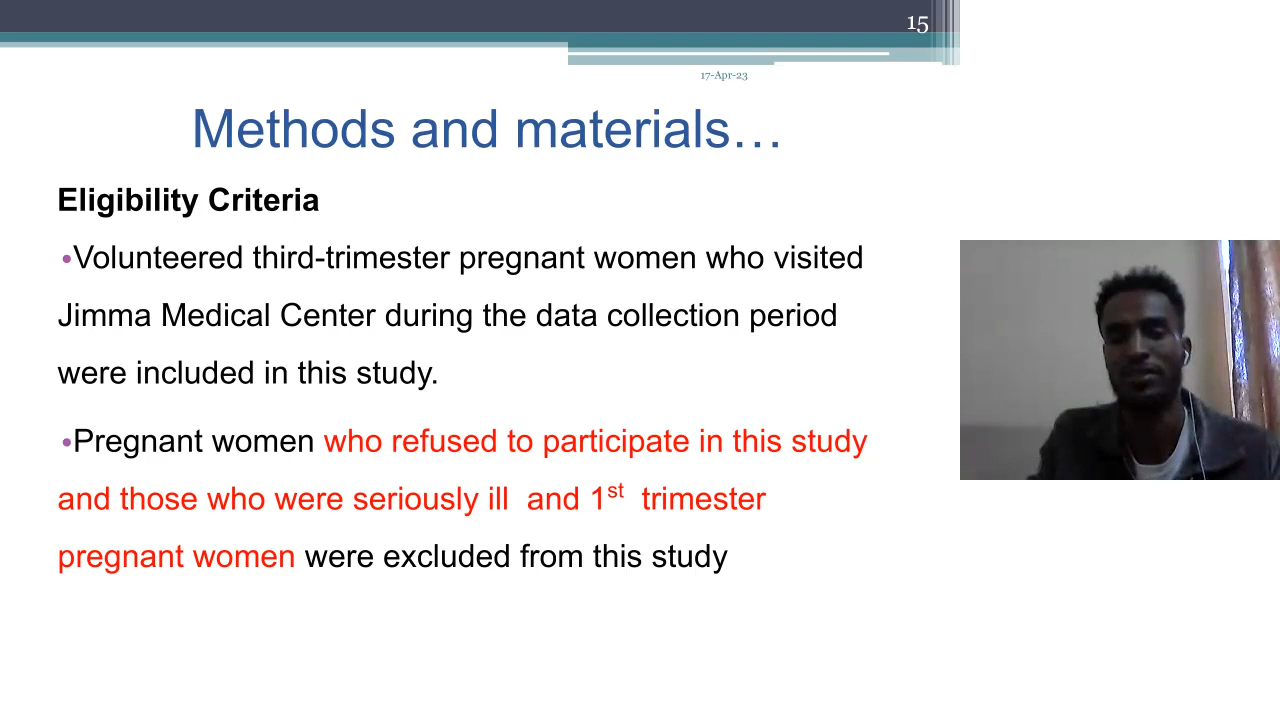 15
17-Apr-23
Methods and materials…
Eligibility Criteria
•Volunteered third-trimester pregnant women who visited
Jimma Medical Center during the data collection period
were included in this study.
•Pregnant women who refused to participate in this study
and those who were seriously ill and 1st trimester
pregnant women were excluded from this study